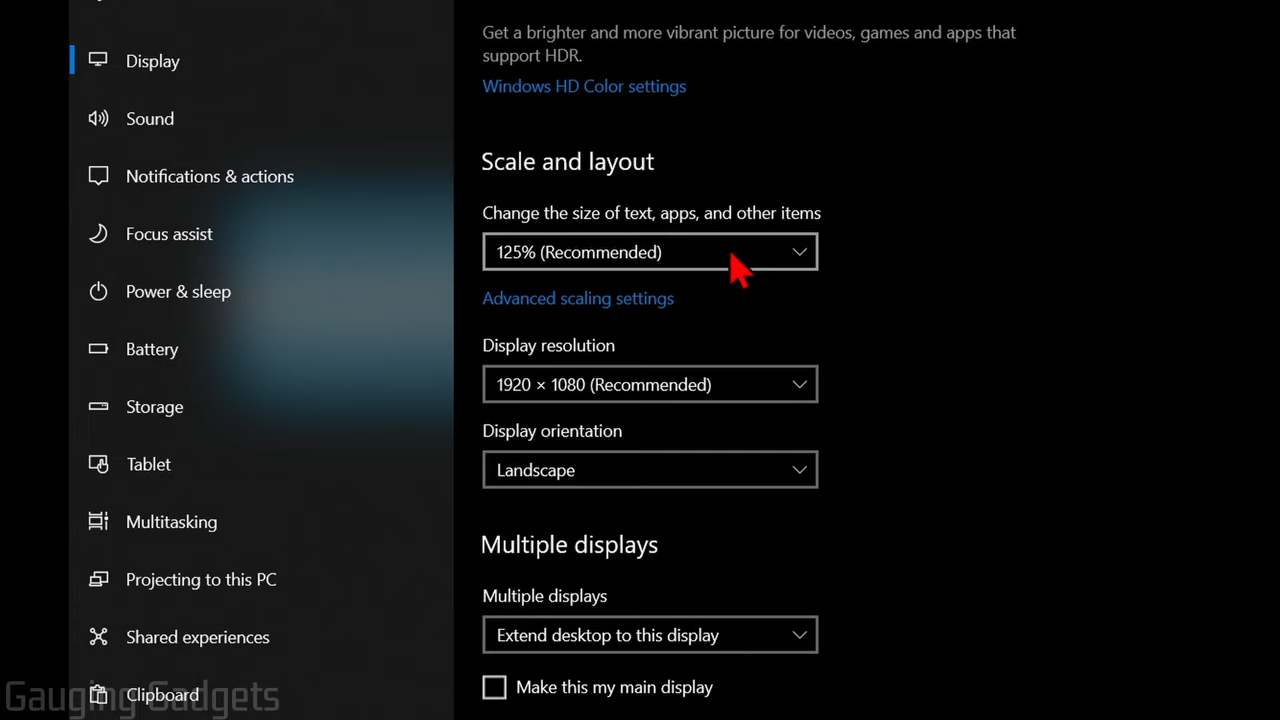 Display
Sound
Notifications & actions
Focus assist
Power & sleep
Battery
Storage
Tablet
Multitasking
Projecting to this PC
Shared experiences
Clipboard
Get a brighter and more vibrant picture for videos, games and apps that
support HDR.
Windows HD Color settings
Scale and layout
Change the size of text, apps, and other items
125% (Recommended)
Advanced scaling settings
Display resolution
1920 × 1080 (Recommended)
Display orientation
Landscape
Multiple displays
Multiple displays
Extend desktop to this display
Make this my main display
Gauging Gadgets